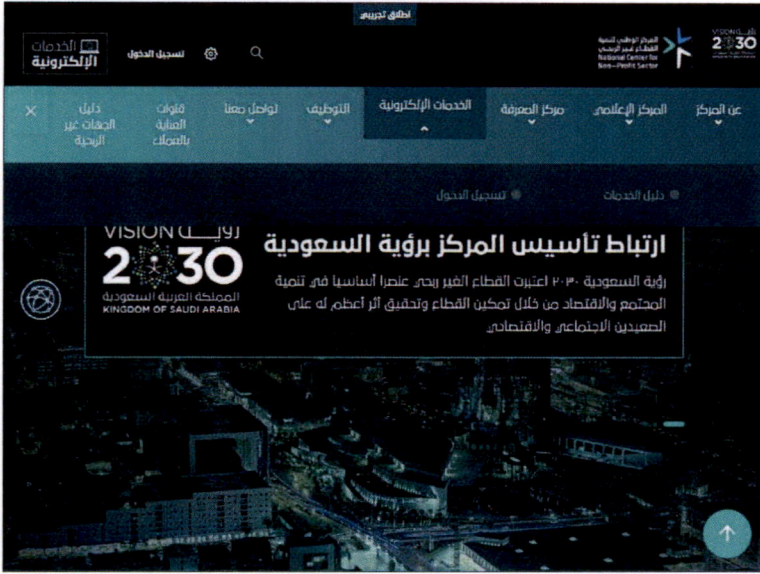 انطلاق تجريبي
رؤيـــة VISION
2030
المركز الوطني لتنمية
القطاع غير الربحي
National Center for
Non-Profit Sector
تسجيل الدخول
الخدمات
الإلكترونية
عن المركز
المركز الإعلامي
مركز المعرفة
الخدمات الإلكترونية
التوظيف
تواصل معنا
قنوات
العناية
بالعملاء
دليل
الجهات غير
الربحية
دليل الخدمات
تسجيل الدخول
ارتباط تأسيس المركز برؤية السعودية
رؤية السعودية ٢٠٣٠ اعتبرت القطاع الغير ربحي عنصرا أساسيا في تنمية
المجتمع والاقتصاد من خلال تمكين القطاع وتحقيق أثر أعظم له على
الصعيدين الاجتماعي والاقتصادي
VISION رؤيـــة
2030
المملكة العربية السعودية
KINGDOM OF SAUDI ARABIA